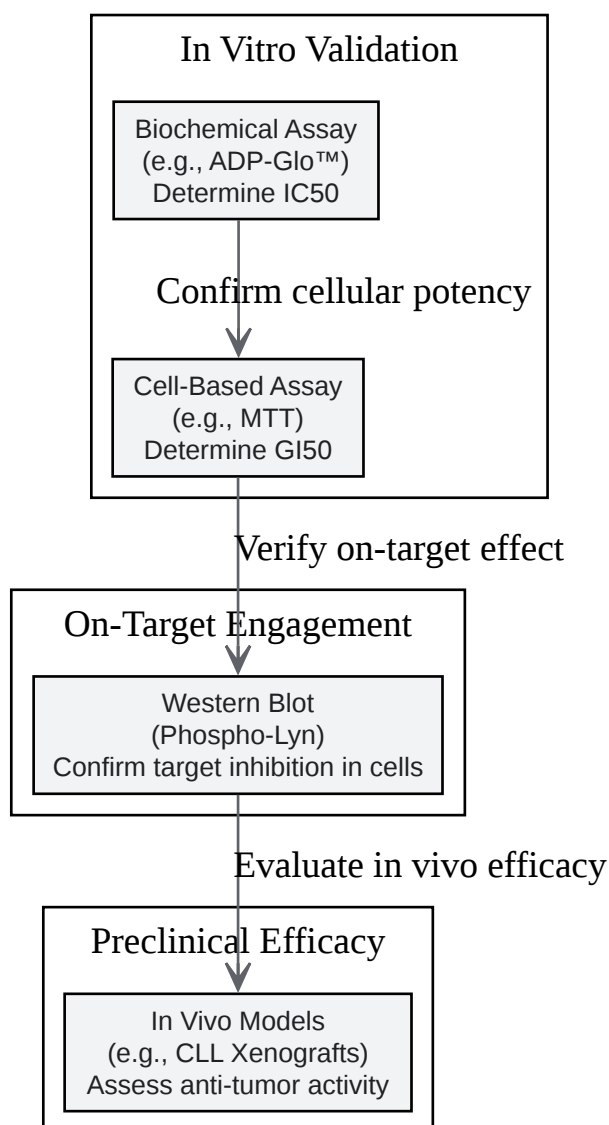 In Vitro Validation
Biochemical Assay
(e.g., ADP-Glo™)
Determine IC50
Confirm cellular potency
Cell-Based Assay
(e.g., MTT)
Determine GI50
Verify on-target effect
On-Target Engagement
Western Blot
(Phospho-Lyn)
Confirm target inhibition in cells
Evaluate in vivo efficacy
Preclinical Efficacy
In Vivo Models
(e.g., CLL Xenografts)
Assess anti-tumor activity